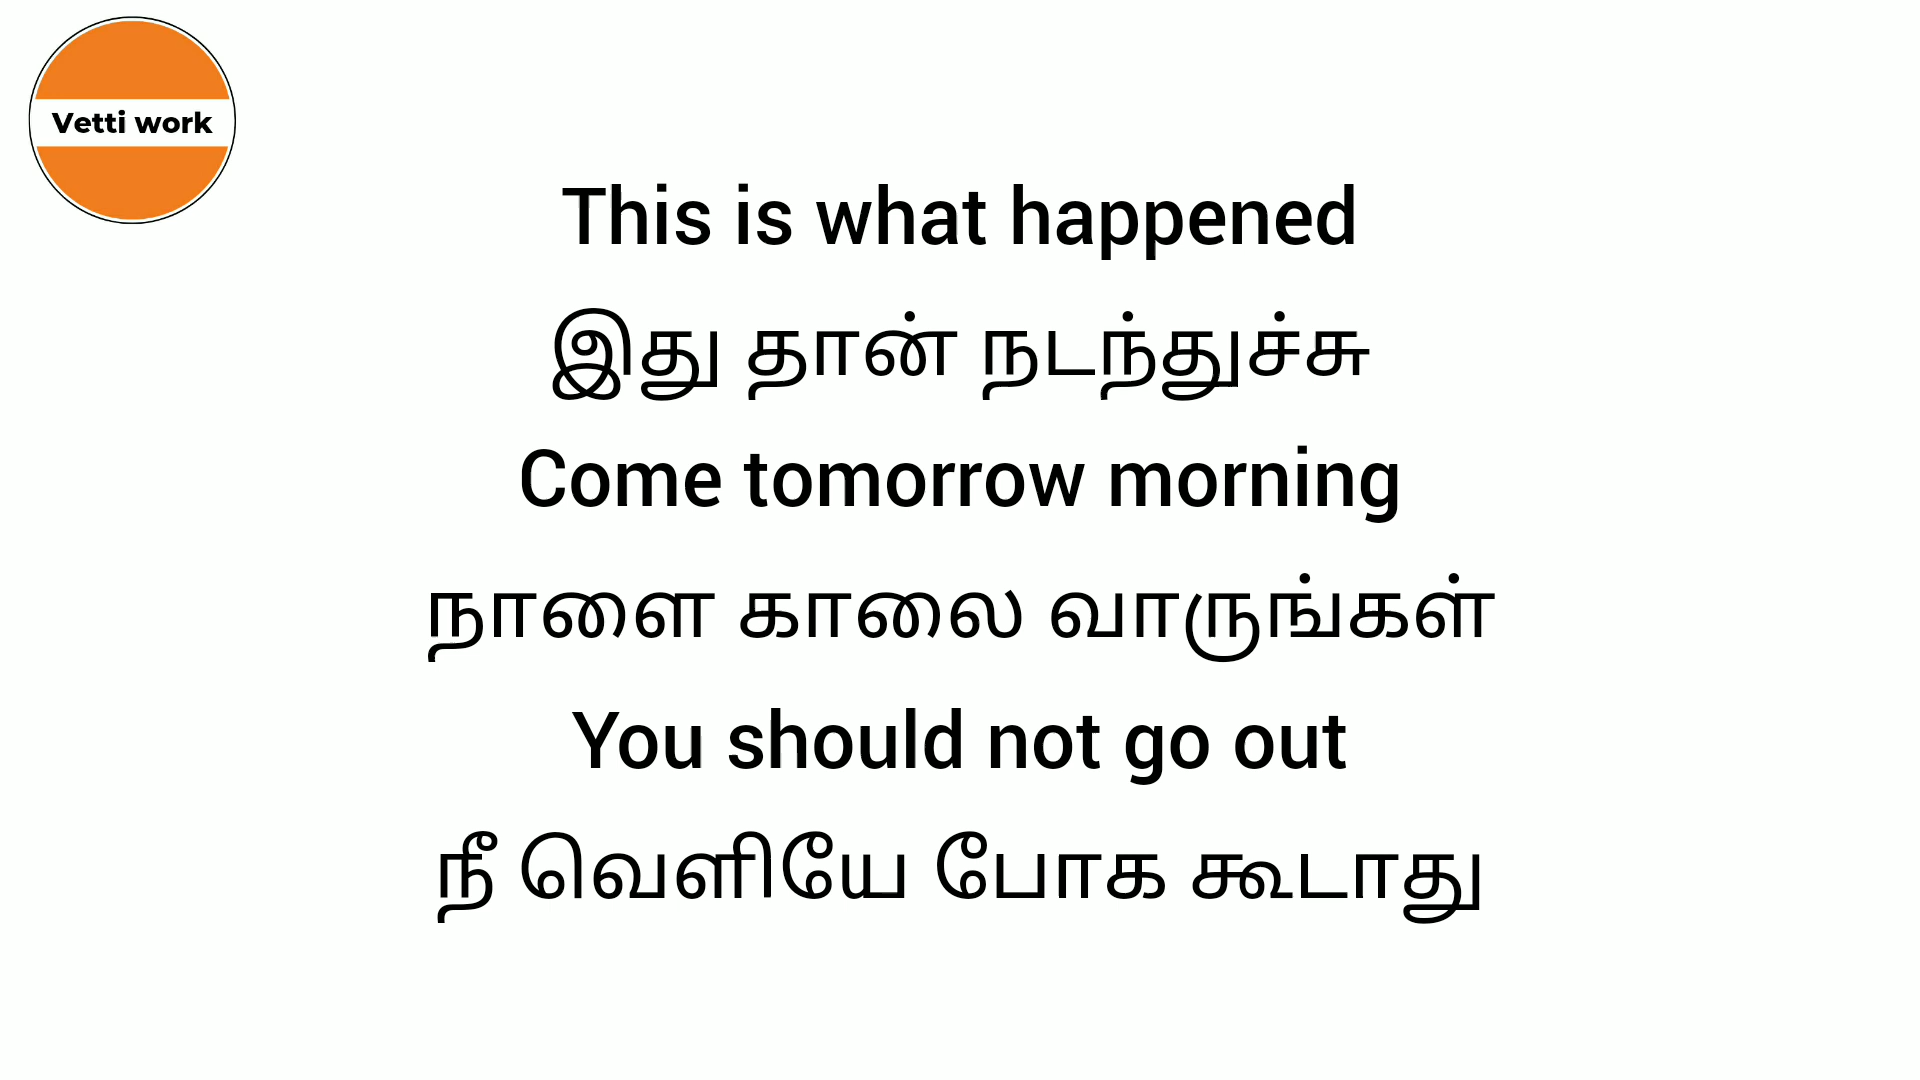 Vetti work
This is what happened
இது தான் நடந்துச்சு
Come tomorrow morning
நாளை காலை வாருங்கள்
You should not go out
நீ வெளியே போக கூடாது